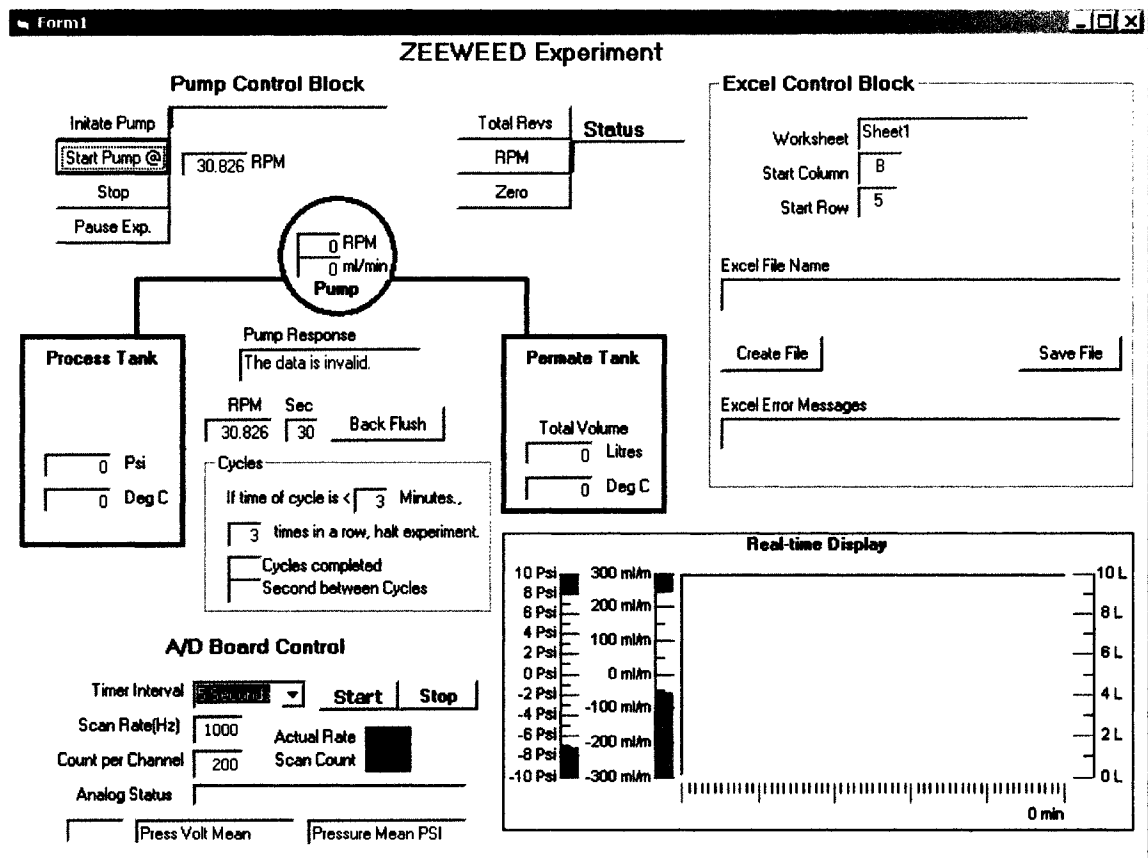 Form1
ZEEWEED Experiment
Pump Control Block
Initate Pump
Start Pump @ 30.826 RPM
Stop
Pause Exp.
Total Revs
RPM
Zero
Status
0 RPM
0 ml/min
Pump
Excel Control Block
Worksheet Sheet1
Start Column B
Start Row 5
Excel File Name
Create File Save File
Excel Error Messages
Process Tank
0 Psi
0 Deg C
Pump Response
The data is invalid.
RPM Sec
30.826 30 Back Flush
Cycles
If time of cycle is < 3 Minutes.,
3 times in a row, halt experiment.
Cycles completed
Second between Cycles
Permate Tank
Total Volume
0 Litres
0 Deg C
A/D Board Control
Timer Interval 5 Second Start Stop
Scan Rate(Hz) 1000 Actual Rate
Count per Channel 200 Scan Count
Analog Status
Press Volt Mean Pressure Mean PSI
Real-time Display
10 Psi
8 Psi
6 Psi
4 Psi
2 Psi
0 Psi
-2 Psi
-4 Psi
-6 Psi
-8 Psi
-10 Psi
300 ml/m
200 ml/m
100 ml/m
0 ml/m
-100 ml/m
-200 ml/m
-300 ml/m
10 L
8 L
6 L
4 L
2 L
0 L
0 min